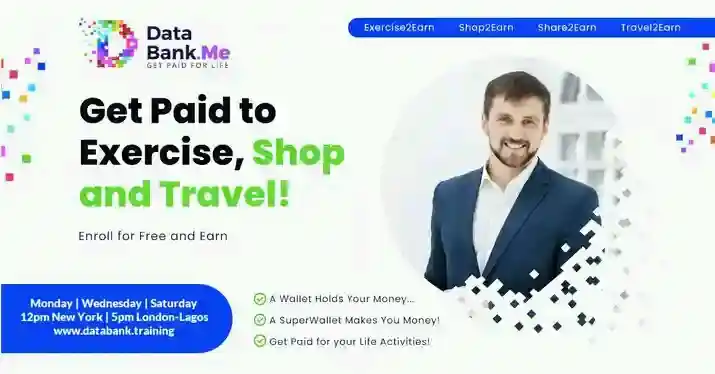 Data
Bank.Me
GET PAID FOR LIFE
Exercise2Earn Shop2Earn Share2Earn Travel2Earn
Get Paid to
Exercise, Shop
and Travel!
Enroll for Free and Earn
Monday | Wednesday | Saturday
12pm New York | 5pm London-Lagos
www.databank.training
A Wallet Holds Your Money...
A SuperWallet Makes You Money!
Get Paid for your Life Activities!